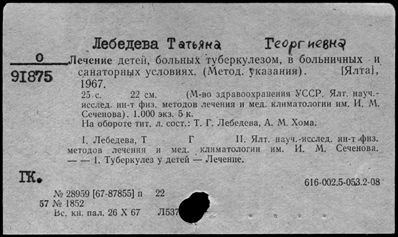 Лебедева Татьяна Георгиевна
О
91875
Лечение детей, больных туберкулезом, в больничных и
санаторных условиях. (Метод. указания). [Ялта],
1967.
25 с. 22 см. (М-во здравоохранения УССР. Ялт. науч.-
исслед. ин-т физ. методов лечения и мед. климатологии им. И. М.
Сеченова). 1.000 экз. 5 к.
На обороте тит. л. сост.: Т. Г. Лебедева, А. М. Хома.
I. Лебедева, Т Г II. Ялт. науч.-исслед. ин-т физ.
методов лечения и мед. климатологии им. И. М. Сеченова.
— — 1. Туберкулез у детей — Лечение.
ГК.
616-002.5-053.2-08
№ 28959 [67-87855] п 22
57 № 1852
Вс. кн. пал. 26 X 67 Л537